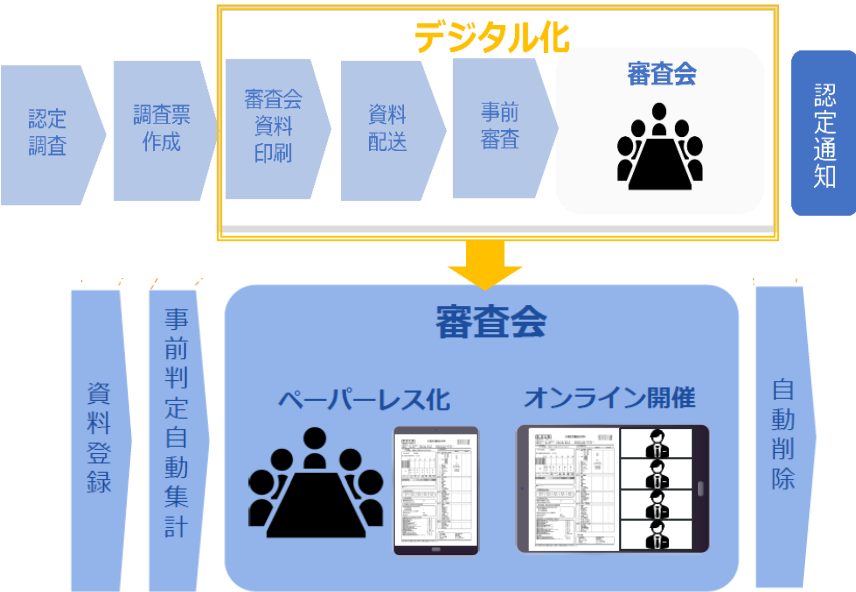 デジタル化
認定
調査
調査票
作成
審査会
資料
印刷
資料
配送
事前
審査
審査会
認定通知
審査会
資料登録
事前判定自動集計
ペーパーレス化
オンライン開催
自動削除